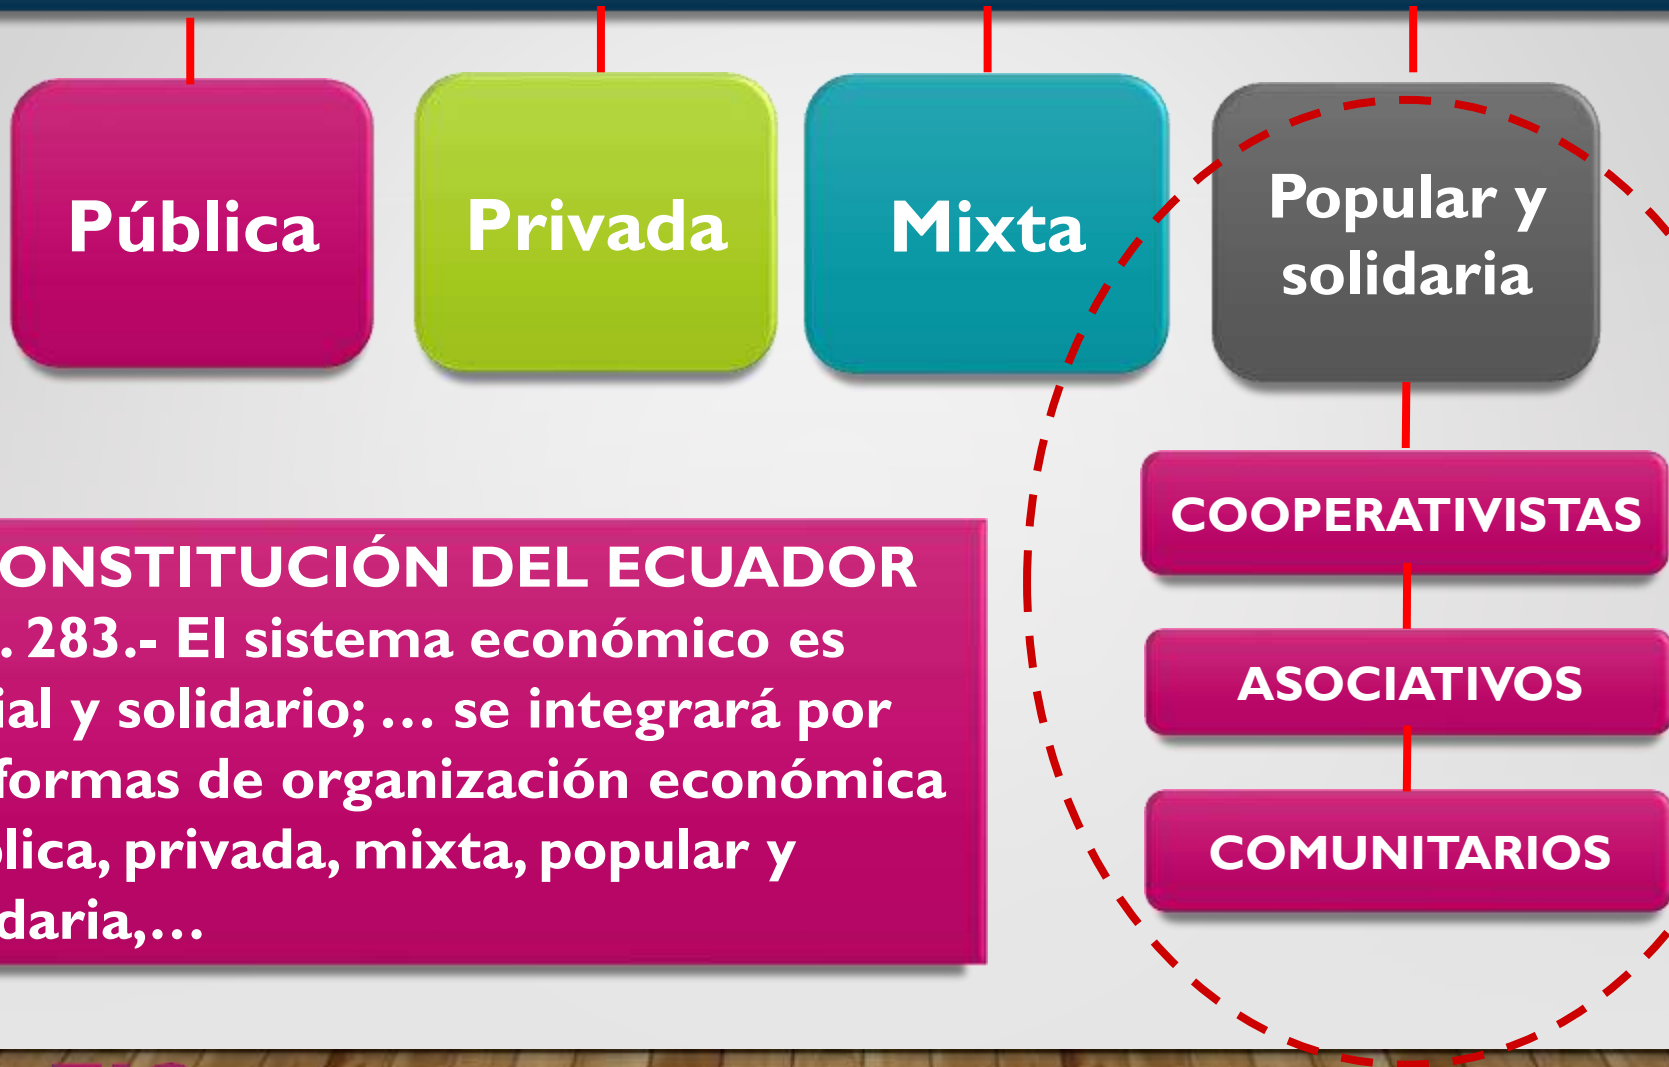 Pública
Privada
Mixta
Popular y
solidaria
COOPERATIVISTAS
ASOCIATIVOS
COMUNITARIOS
ONSTITUCIÓN DEL ECUADOR
. 283.- El sistema económico es
ial y solidario; ... se integrará por
formas de organización económica
lica, privada, mixta, popular y
daria,...